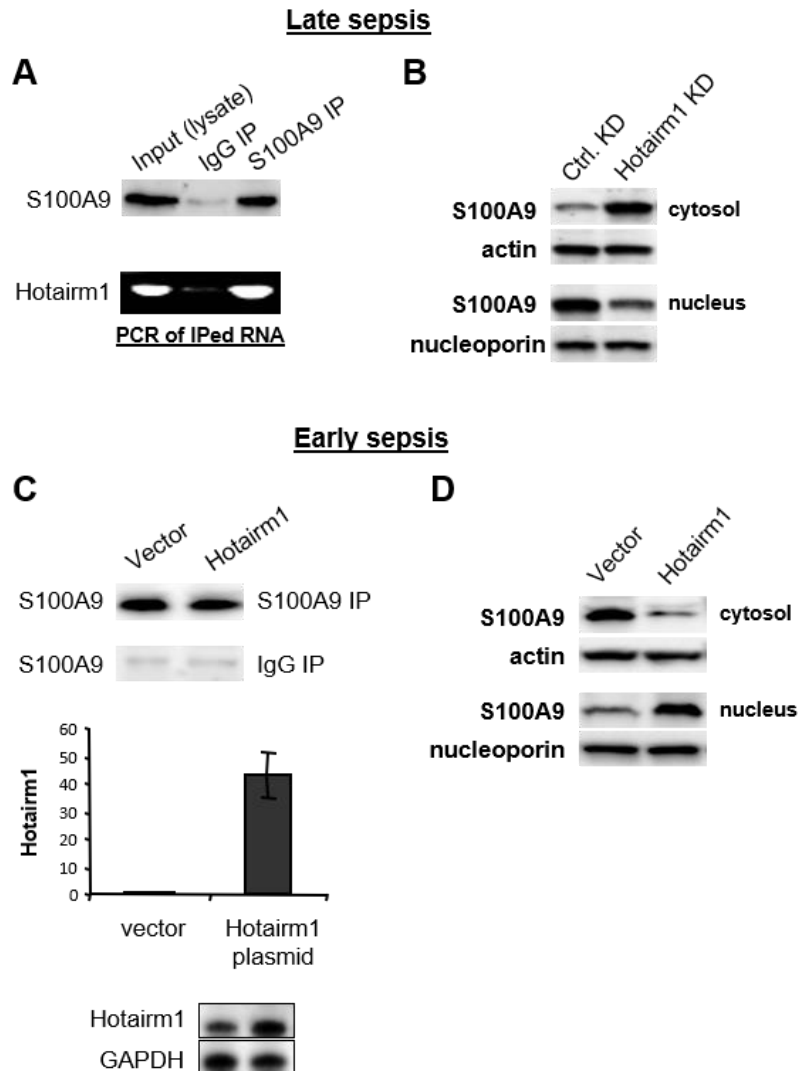 Late sepsis
A
Input (lysate)
IgG IP
S100A9 IP
S100A9
Hotairm1
PCR of IPed RNA
B
Ctrl. KD
Hotairm1 KD
S100A9 cytosol
actin
S100A9 nucleus
nucleoporin
Early sepsis
C
Vector
Hotairm1
S100A9 S100A9 IP
S100A9 IgG IP
Hotairm1
60
50
40
30
20
10
0
vector
Hotairm1
plasmid
Hotairm1
GAPDH
D
Vector
Hotairm1
S100A9 cytosol
actin
S100A9 nucleus
nucleoporin